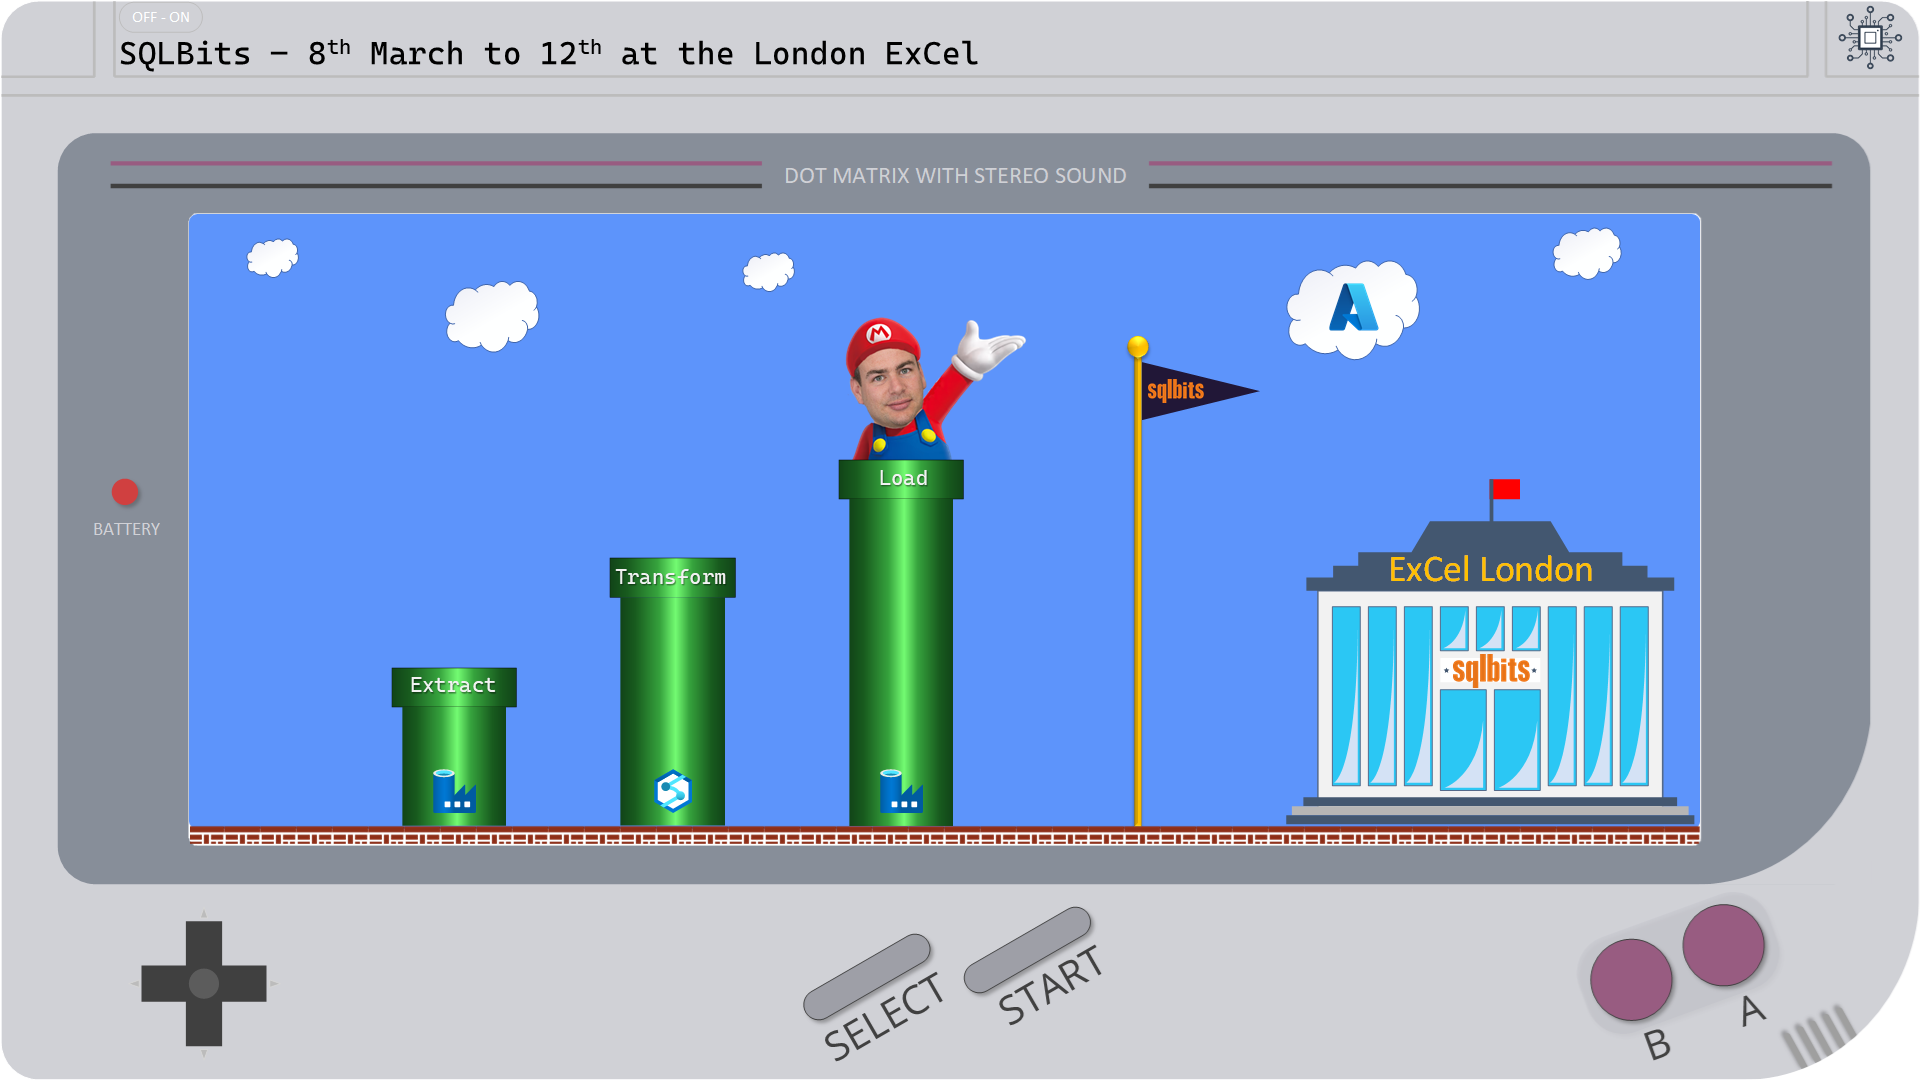 OFF - ON
SQLBits – 8th March to 12th at the London ExCel
DOT MATRIX WITH STEREO SOUND
M
sqlbits
Load
BATTERY
ExCel London
Transform
sqlbits
Extract
SELECT
START
B
A